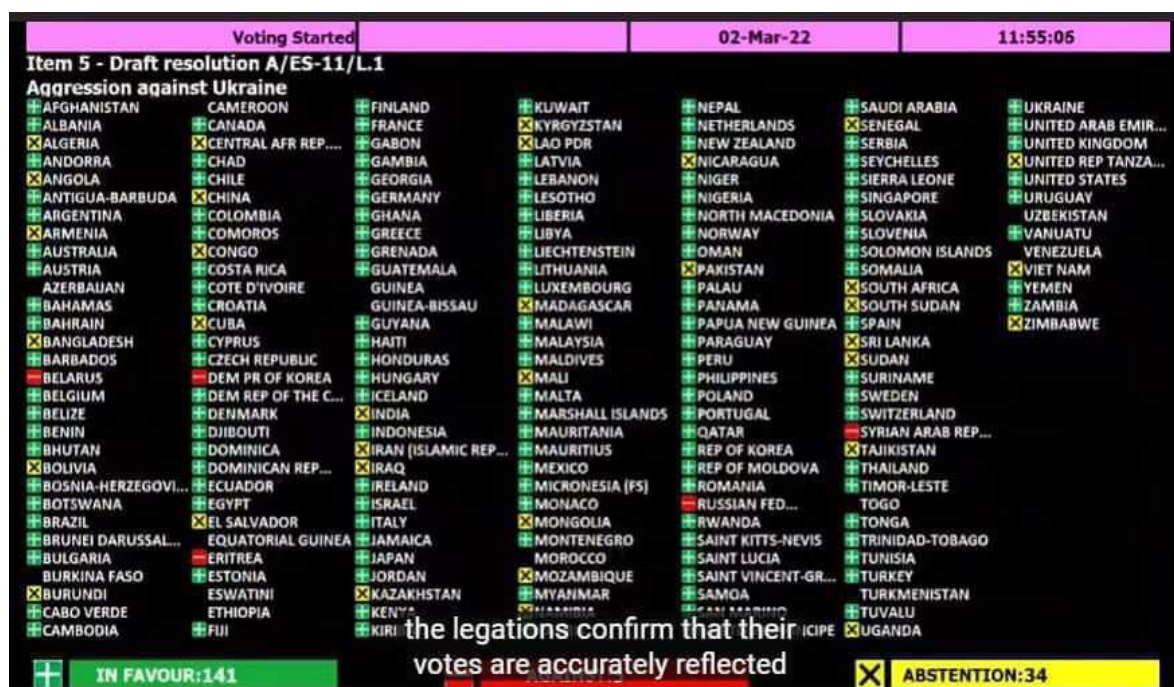 Voting Started
02-Mar-22
11:55:06
Item 5 - Draft resolution A/ES-11/L.1
Aggression against Ukraine
AFGHANISTAN
ALBANIA
ALGERIA
ANDORRA
ANGOLA
ANTIGUA-BARBUDA
ARGENTINA
ARMENIA
AUSTRALIA
AUSTRIA
AZERBAIJAN
BAHAMAS
BAHRAIN
BANGLADESH
BARBADOS
BELARUS
BELGIUM
BELIZE
BENIN
BHUTAN
BOLIVIA
BOSNIA-HERZEGOVI...
BOTSWANA
BRAZIL
BRUNEI DARUSSAL...
BULGARIA
BURKINA FASO
BURUNDI
CABO VERDE
CAMBODIA
CAMEROON
CANADA
CENTRAL AFR REP....
CHAD
CHILE
CHINA
COLOMBIA
COMOROS
CONGO
COSTA RICA
COTE D'IVOIRE
CROATIA
CUBA
CYPRUS
CZECH REPUBLIC
DEM PR OF KOREA
DEM REP OF THE C...
DENMARK
DJIBOUTI
DOMINICA
DOMINICAN REP...
ECUADOR
EGYPT
EL SALVADOR
EQUATORIAL GUINEA
ERITREA
ESTONIA
ESWATINI
ETHIOPIA
FIJI
FINLAND
FRANCE
GABON
GAMBIA
GEORGIA
GERMANY
GHANA
GREECE
GRENADA
GUATEMALA
GUINEA
GUINEA-BISSAU
GUYANA
HAITI
HONDURAS
HUNGARY
ICELAND
INDIA
INDONESIA
IRAN (ISLAMIC REP...
IRAQ
IRELAND
ISRAEL
ITALY
JAMAICA
JAPAN
JORDAN
KAZAKHSTAN
KENYA
KUWAIT
KYRGYZSTAN
LAO PDR
LATVIA
LEBANON
LESOTHO
LIBERIA
LIBYA
LIECHTENSTEIN
LITHUANIA
LUXEMBOURG
MADAGASCAR
MALAWI
MALAYSIA
MALDIVES
MALI
MALTA
MARSHALL ISLANDS
MAURITANIA
MAURITIUS
MEXICO
MICRONESIA (FS)
MONACO
MONGOLIA
MONTENEGRO
MOROCCO
MOZAMBIQUE
MYANMAR
NAMIBIA
NEPAL
NETHERLANDS
NEW ZEALAND
NICARAGUA
NIGER
NIGERIA
NORTH MACEDONIA
NORWAY
OMAN
PAKISTAN
PALAU
PANAMA
PAPUA NEW GUINEA
PARAGUAY
PERU
PHILIPPINES
POLAND
PORTUGAL
QATAR
REP OF KOREA
REP OF MOLDOVA
ROMANIA
RUSSIAN FED...
RWANDA
SAINT KITTS-NEVIS
SAINT LUCIA
SAINT VINCENT-GR...
SAMOA
SAN MARINO
SAUDI ARABIA
SENEGAL
SERBIA
SEYCHELLES
SIERRA LEONE
SINGAPORE
SLOVAKIA
SLOVENIA
SOLOMON ISLANDS
SOMALIA
SOUTH AFRICA
SOUTH SUDAN
SPAIN
SRI LANKA
SUDAN
SURINAME
SWEDEN
SWITZERLAND
SYRIAN ARAB REP...
TAJIKISTAN
THAILAND
TIMOR-LESTE
TOGO
TONGA
TRINIDAD-TOBAGO
TUNISIA
TURKEY
TURKMENISTAN
TUVALU
UGANDA
UKRAINE
UNITED ARAB EMIR...
UNITED KINGDOM
UNITED REP TANZA...
UNITED STATES
URUGUAY
UZBEKISTAN
VANUATU
VENEZUELA
VIET NAM
YEMEN
ZAMBIA
ZIMBABWE
the legations confirm that their
votes are accurately reflected
IN FAVOUR:141
ABSTENTION:34